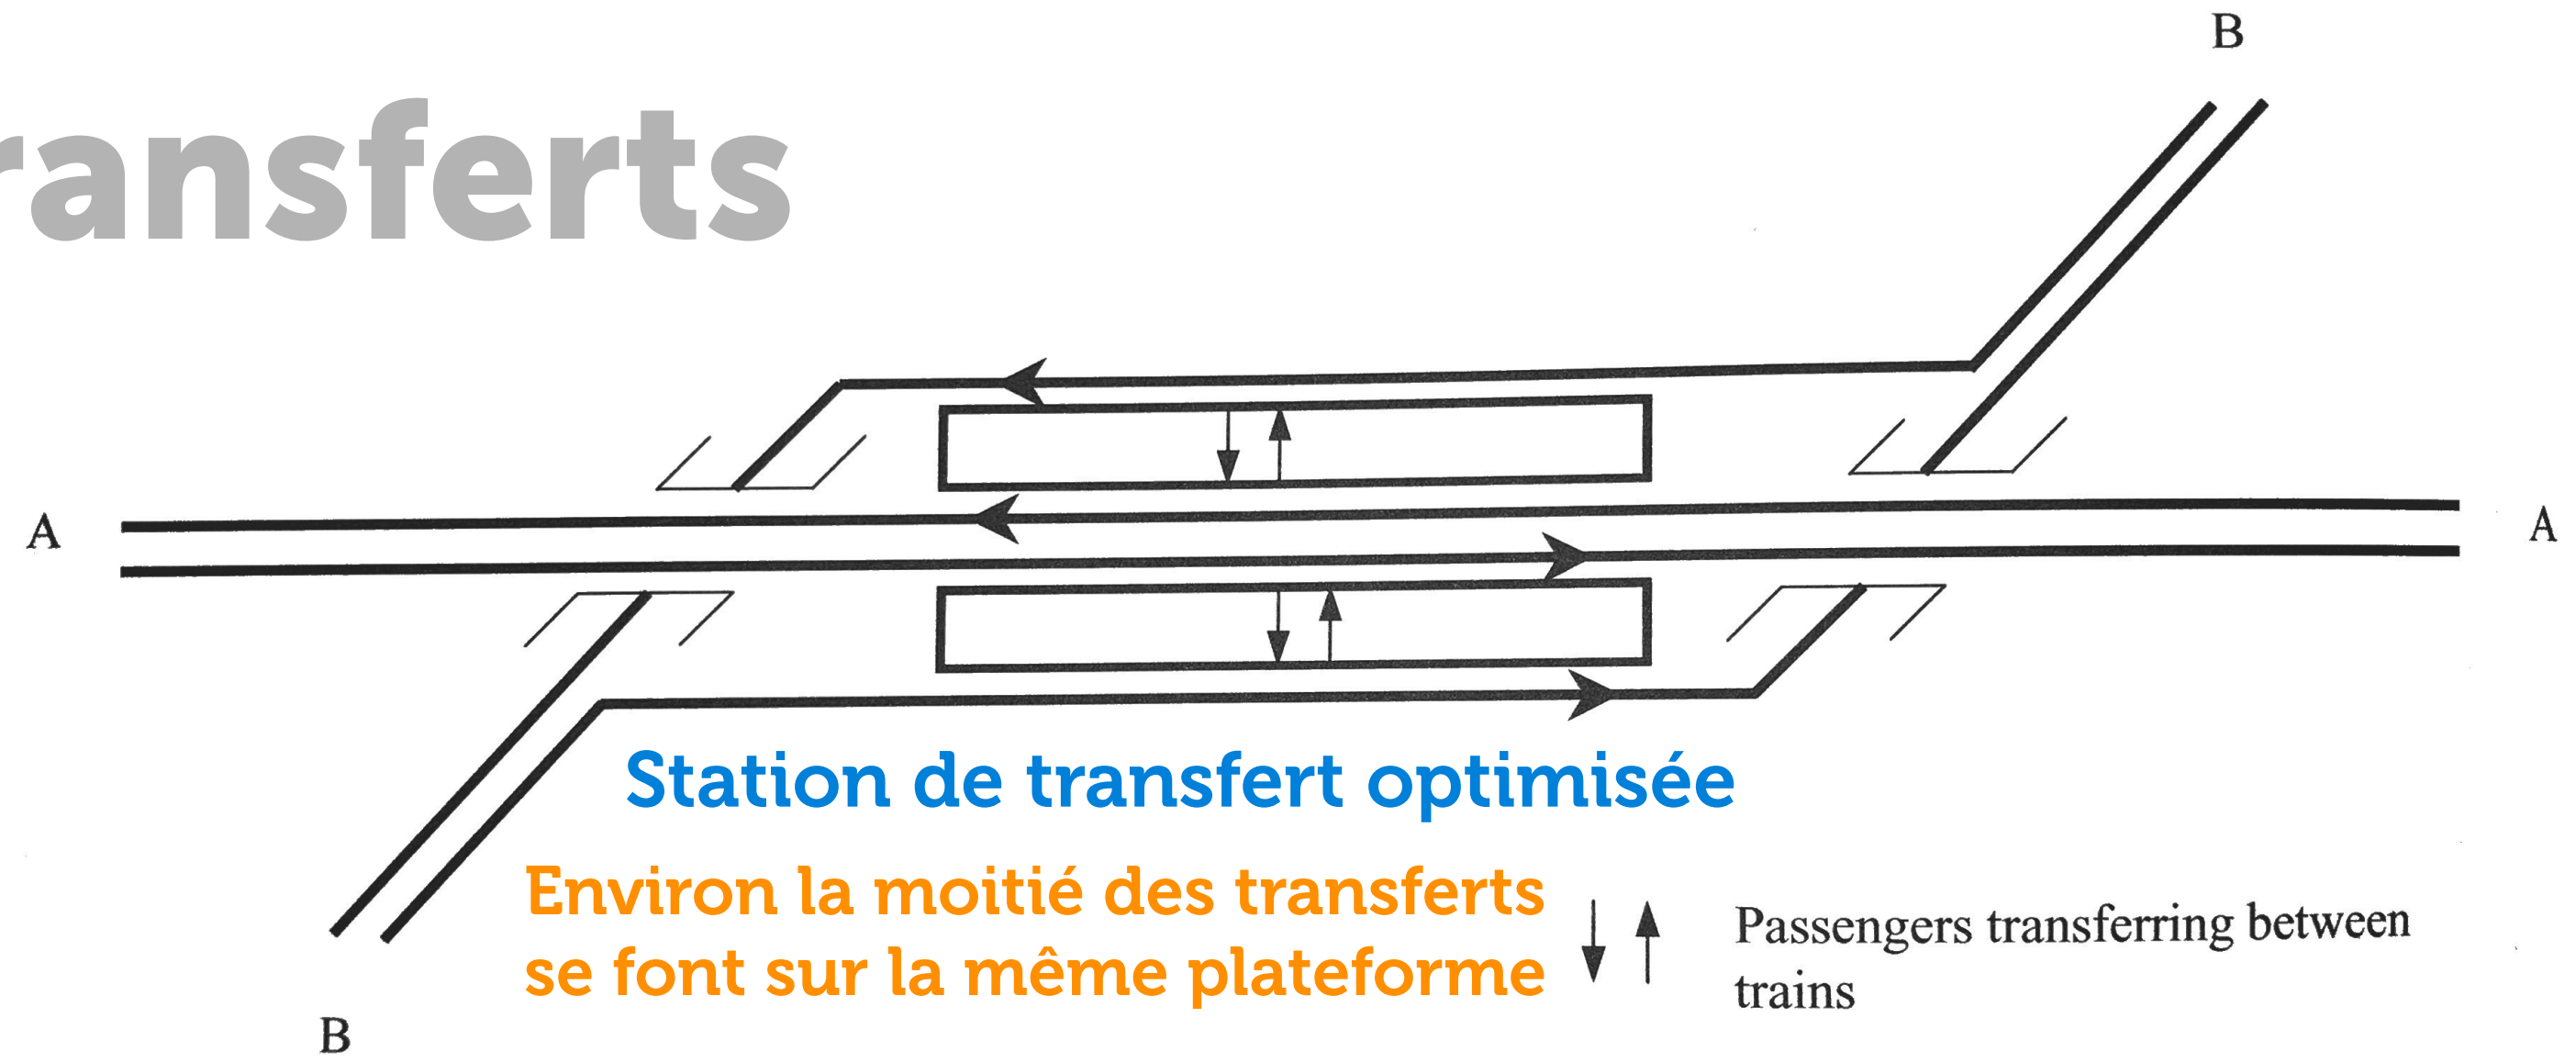 ransferts
B
A
A
Station de transfert optimisée
Environ la moitié des transferts
se font sur la même plateforme
Passengers transferring between
trains
B